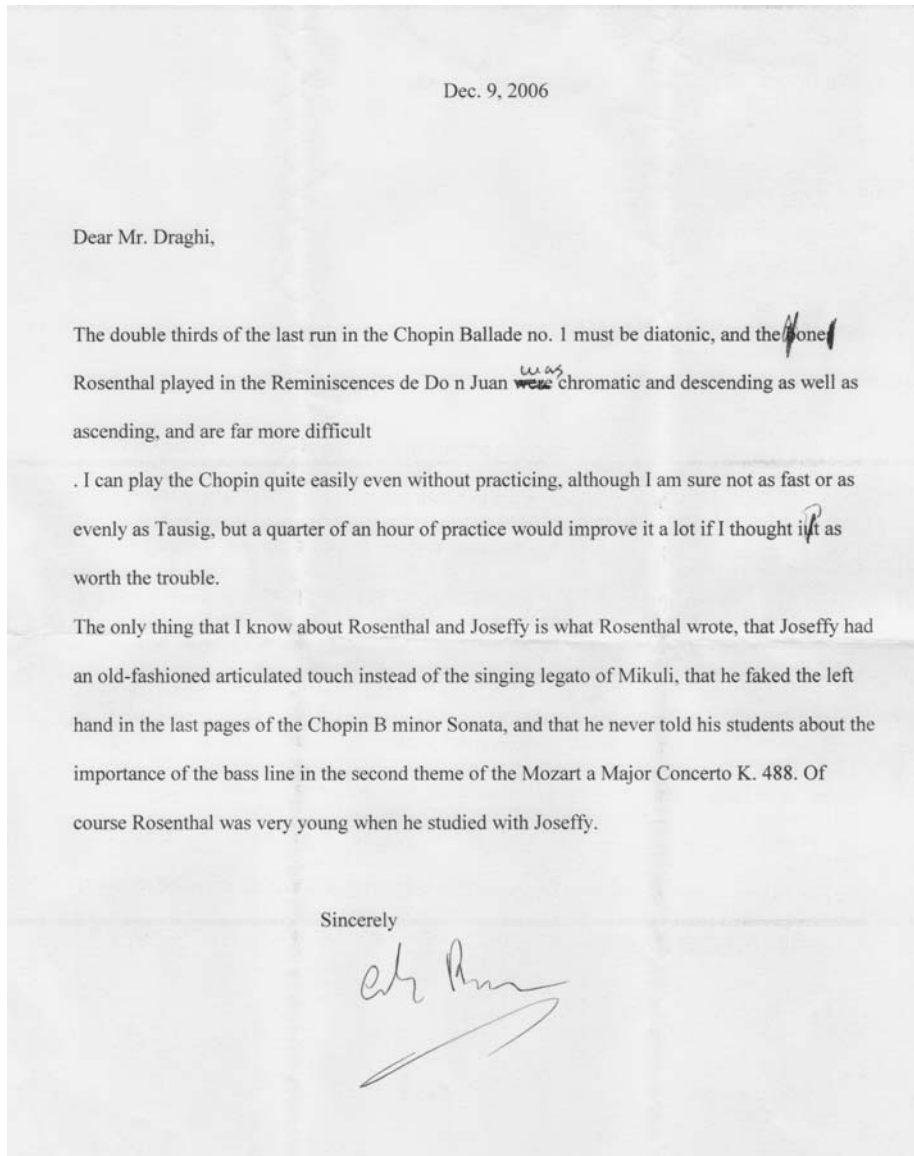 Dec. 9, 2006
Dear Mr. Draghi,
The double thirds of the last run in the Chopin Ballade no. 1 must be diatonic, and the one
Rosenthal played in the Reminiscences de Do n Juan was chromatic and descending as well as
ascending, and are far more difficult
. I can play the Chopin quite easily even without practicing, although I am sure not as fast or as
evenly as Tausig, but a quarter of an hour of practice would improve it a lot if I thought it as
worth the trouble.
The only thing that I know about Rosenthal and Joseffy is what Rosenthal wrote, that Joseffy had
an old-fashioned articulated touch instead of the singing legato of Mikuli, that he faked the left
hand in the last pages of the Chopin B minor Sonata, and that he never told his students about the
importance of the bass line in the second theme of the Mozart a Major Concerto K. 488. Of
course Rosenthal was very young when he studied with Joseffy.
Sincerely